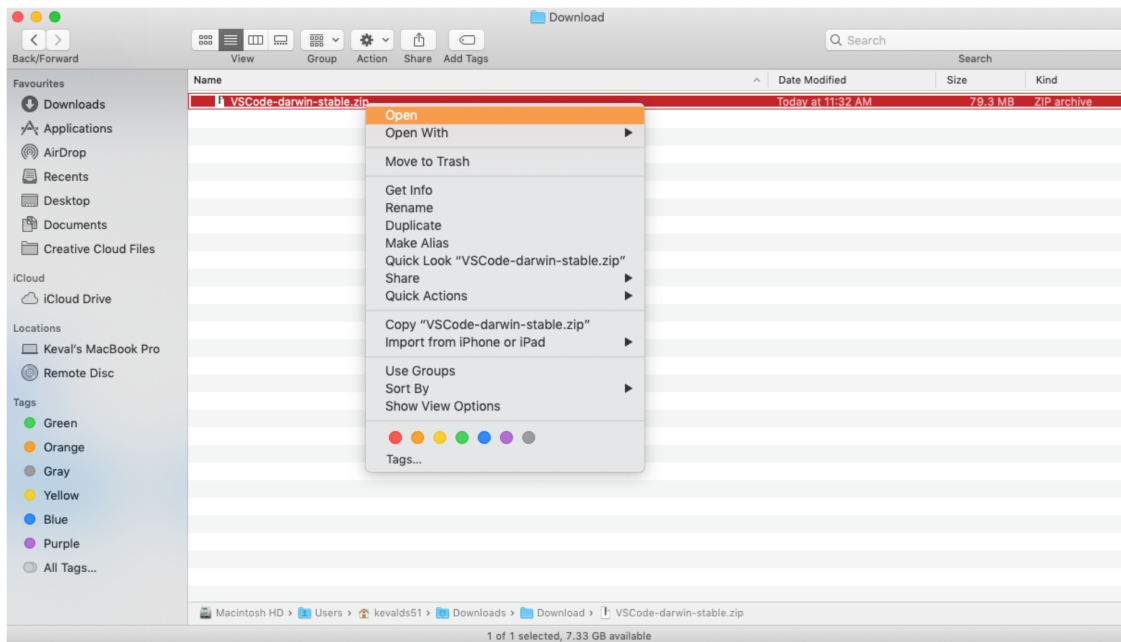 Download
Search
Back/Forward View Group Action Share Add Tags Search
Favourites
Downloads
Applications
AirDrop
Recents
Desktop
Documents
Creative Cloud Files
iCloud
iCloud Drive
Locations
Keval's MacBook Pro
Remote Disc
Tags
Green
Orange
Gray
Yellow
Blue
Purple
All Tags...
Name Date Modified Size Kind
VSCode-darwin-stable.zip Today at 11:32 AM 79.3 MB ZIP archive
Open
Open With
Move to Trash
Get Info
Rename
Duplicate
Make Alias
Quick Look “VSCode-darwin-stable.zip”
Share
Quick Actions
Copy “VSCode-darwin-stable.zip”
Import from iPhone or iPad
Use Groups
Sort By
Show View Options
Tags...
Macintosh HD › Users › kevalds51 › Downloads › Download › VSCode-darwin-stable.zip
1 of 1 selected, 7.33 GB available